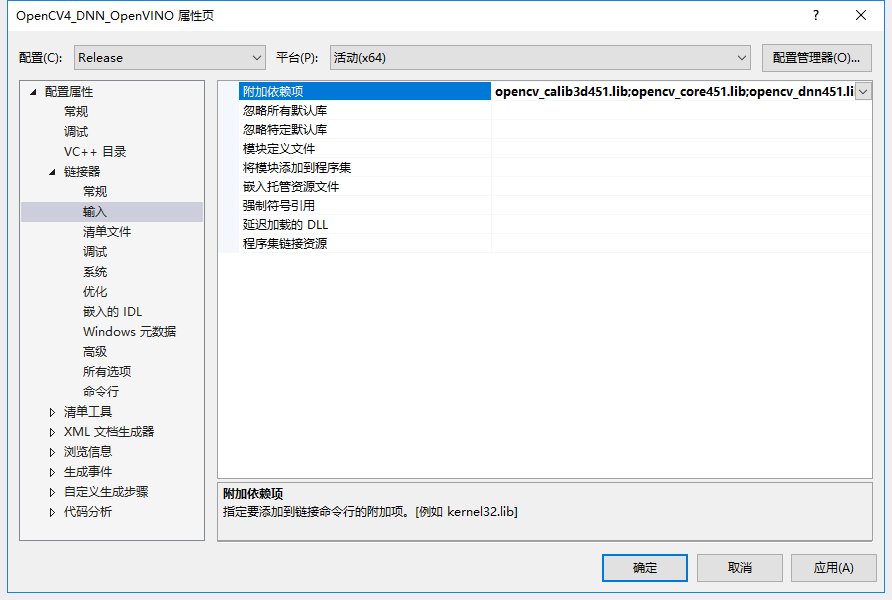 OpenCV4_DNN_OpenVINO 属性页
配置(C): Release 平台(P): 活动(x64) 配置管理器(O)...
配置属性
常规
调试
VC++ 目录
链接器
常规
输入
清单文件
调试
系统
优化
嵌入的 IDL
Windows 元数据
高级
所有选项
命令行
清单工具
XML 文档生成器
浏览信息
生成事件
自定义生成步骤
代码分析
附加依赖项 opencv_calib3d451.lib;opencv_core451.lib;opencv_dnn451.li
忽略所有默认库
忽略特定默认库
模块定义文件
将模块添加到程序集
嵌入托管资源文件
强制符号引用
延迟加载的 DLL
程序集链接资源
附加依赖项
指定要添加到链接命令行的附加项。[例如 kernel32.lib]
确定 取消 应用(A)